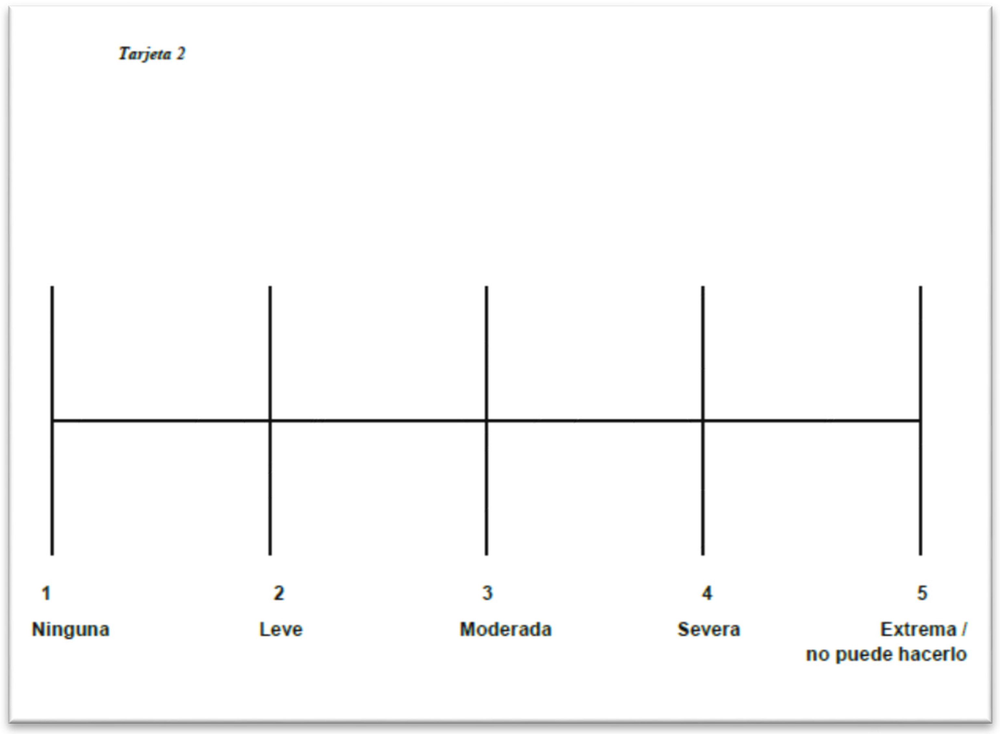 Tarjeta 2
1 2 3 4 5
Ninguna Leve Moderada Severa Extrema /
no puede hacerlo